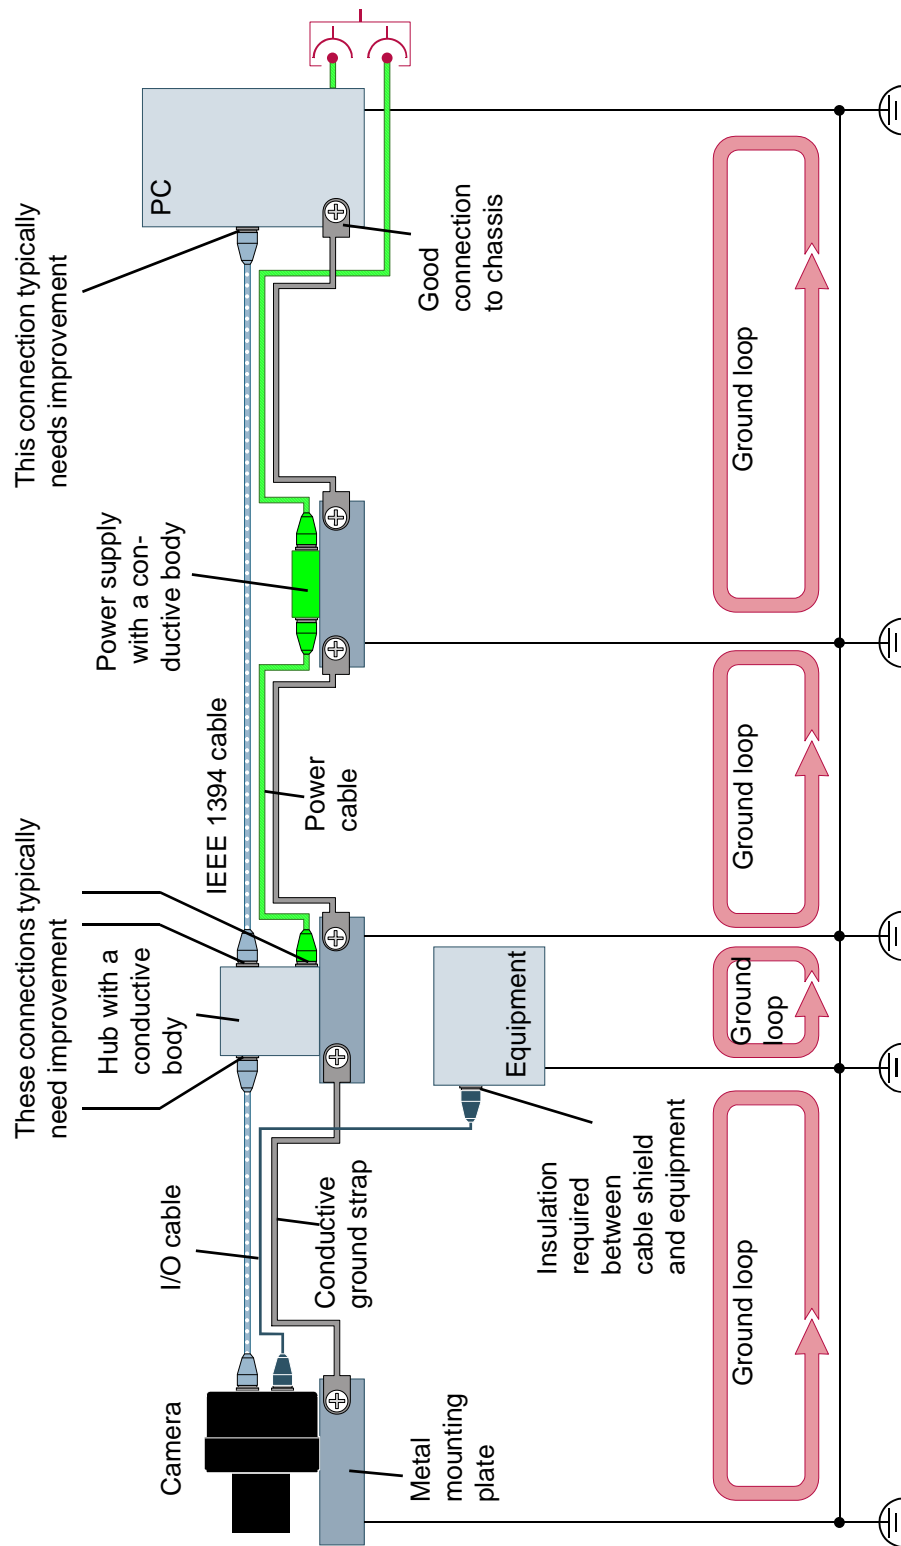 Camera
I/O cable
These connections typically
need improvement
Hub with a
conductive
body
IEEE 1394 cable
Power supply
with a con-
ductive body
This connection typically
needs improvement
PC
Metal
mounting
plate
Conductive
ground strap
Power
cable
Good
connection
to chassis
Insulation
required
between
cable shield
and equipment
Equipment
Ground loop
Ground
loop
Ground loop
Ground loop